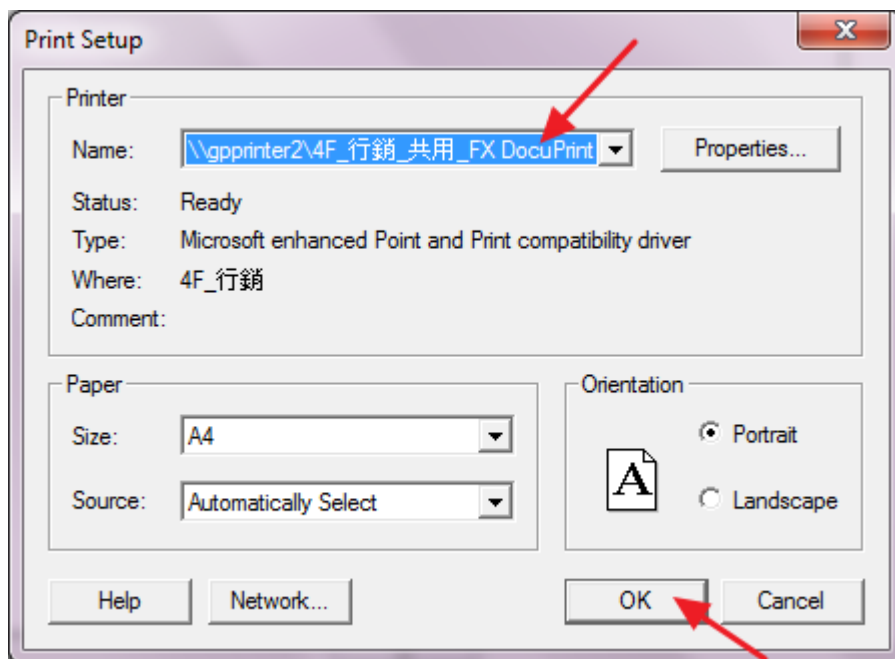 Print Setup
Printer
Name: \\gpprinter2\4F_行銷_共用_FX DocuPrint Properties...
Status: Ready
Type: Microsoft enhanced Point and Print compatibility driver
Where: 4F_行銷
Comment:
Paper
Size: A4
Source: Automatically Select
Orientation
A
Portrait
Landscape
Help Network... OK Cancel